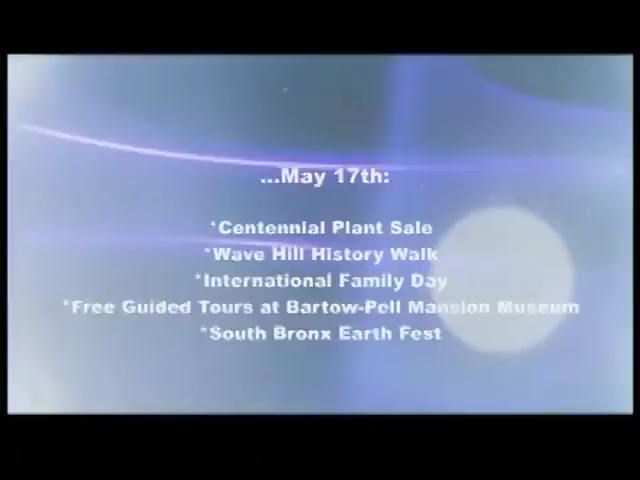 ...May 17th:
*Centennial Plant Sale
*Wave Hill History Walk
*International Family Day
*Free Guided Tours at Bartow-Pell Mansion Museum
*South Bronx Earth Fest